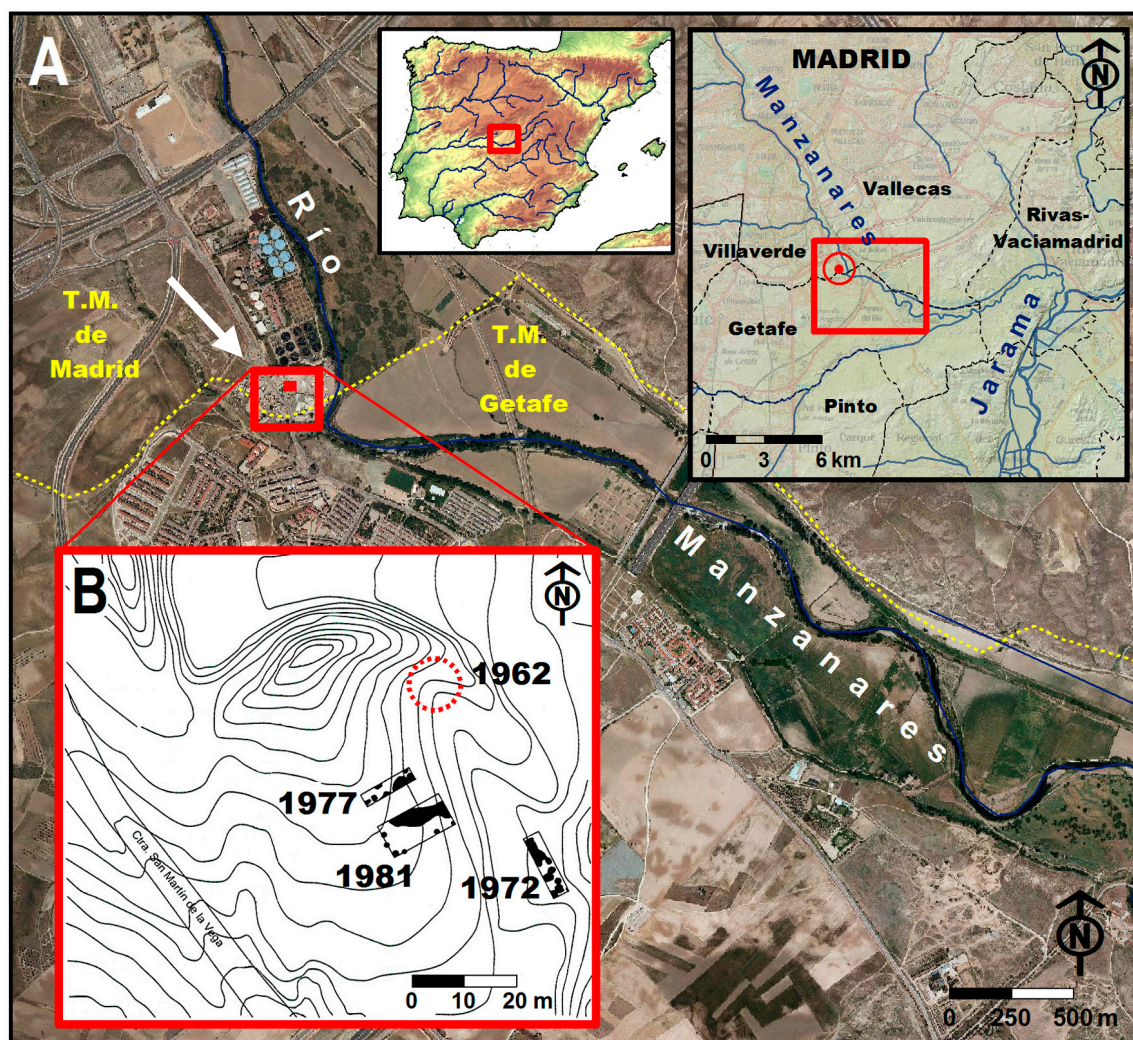 A
Río
T.M.
de
Madrid
T.M.
de
Getafe
Manzanares
0 250 500 m
N
MADRID
N
Manzanares
Vallecas
Rivas-
Vaciamadrid
Villaverde
Getafe
Pinto
Jarama
0 3 6 km
B
N
1962
1977
1981
1972
Ctra. San Martín de la Vega
0 10 20 m